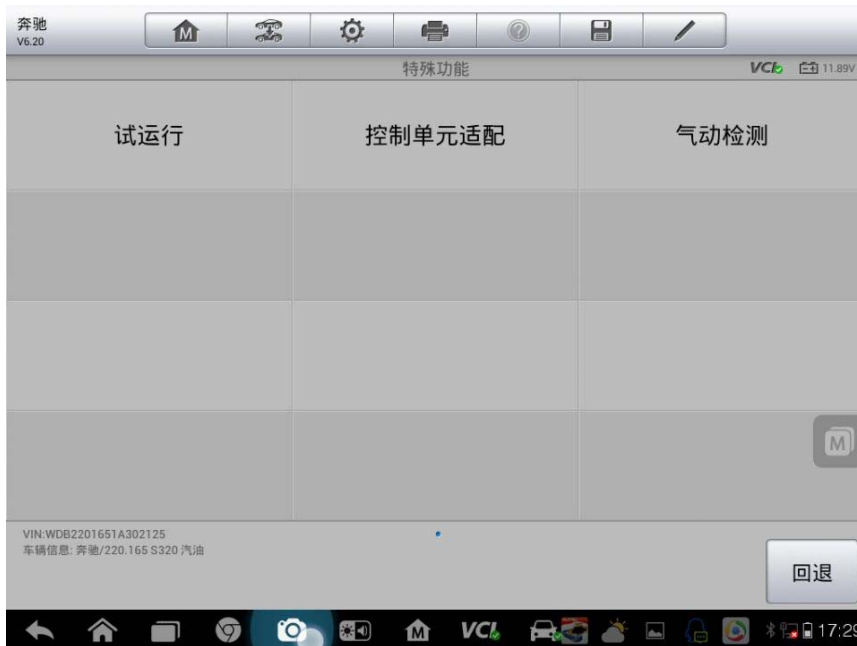 奔驰
V6.20
M
特殊功能
VCI 11.89V
试运行 控制单元适配 气动检测
M
VIN:WDB2201651A302125
车辆信息: 奔驰/220.165 S320 汽油
回退
M VCI 17:29